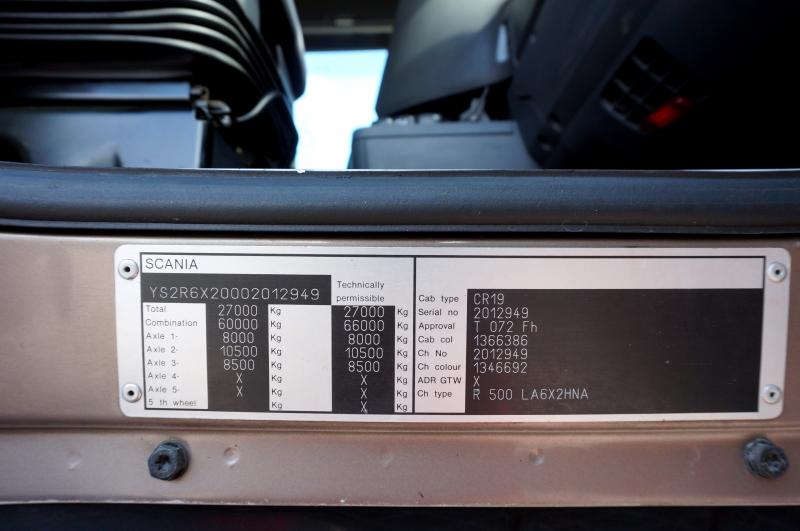 SCANIA
YS2R6X20002012949
Technically
permissible
Total 27000 Kg 27000 Kg
Combination 60000 Kg 66000 Kg
Axle 1- 8000 Kg 8000 Kg
Axle 2- 10500 Kg 10500 Kg
Axle 3- 8500 Kg 8500 Kg
Axle 4- X Kg X Kg
Axle 5- X Kg X Kg
5 th wheel Kg X Kg
Cab type CR19
Serial no 2012949
Approval T 072 Fh
Cab col 1366386
Ch No 2012949
Ch colour 1346692
ADR GTW X
Ch type R 500 LA6X2HNA